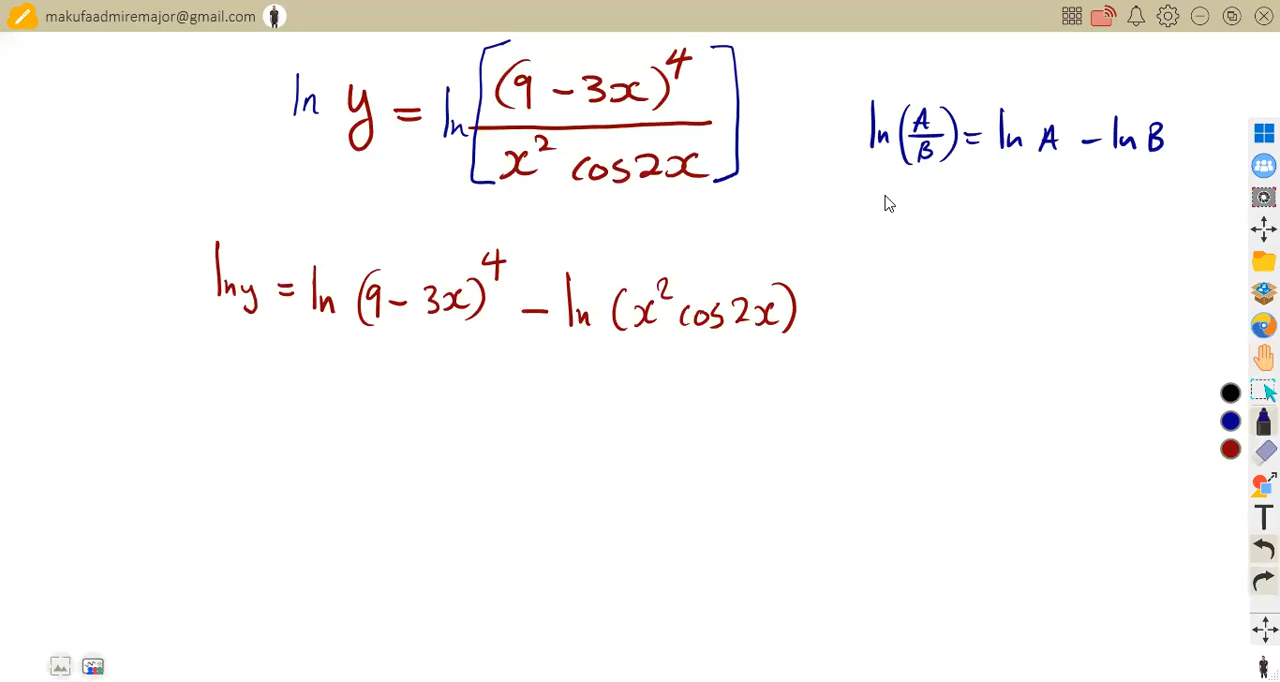 makufaadmiremajor@gmail.com
ln y = ln[(9 - 3x)^4 / (x^2 cos2x)]
ln(A/B) = ln A - ln B
lny = ln (9 - 3x)^4 - ln (x^2 cos2x)
T